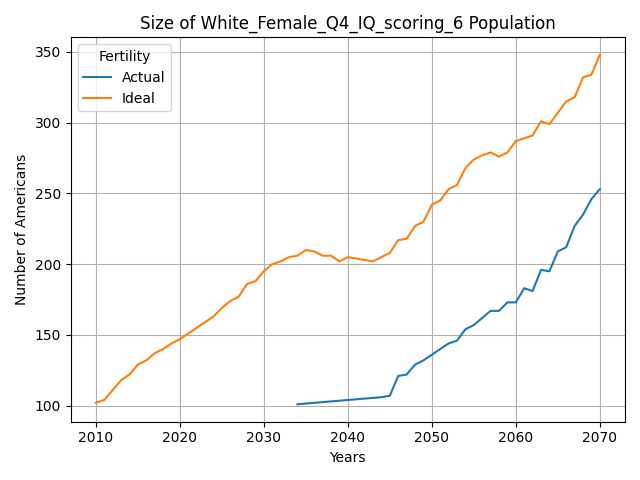 Size of White_Female_Q4_IQ_scoring_6 Population
Fertility
Actual
Ideal
Number of Americans
350
300
250
200
150
100
2010 2020 2030 2040 2050 2060 2070
Years